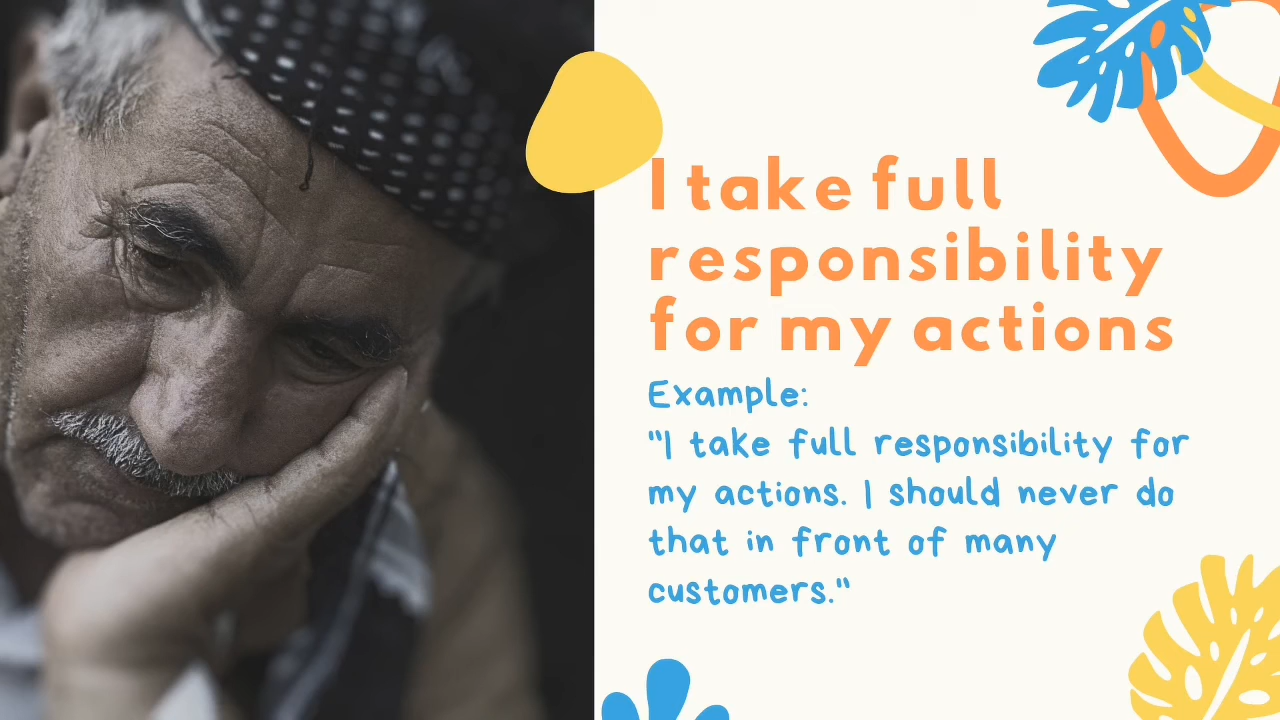 I take full
responsibility
for my actions
Example:
"I take full responsibility for
my actions. I should never do
that in front of many
customers."